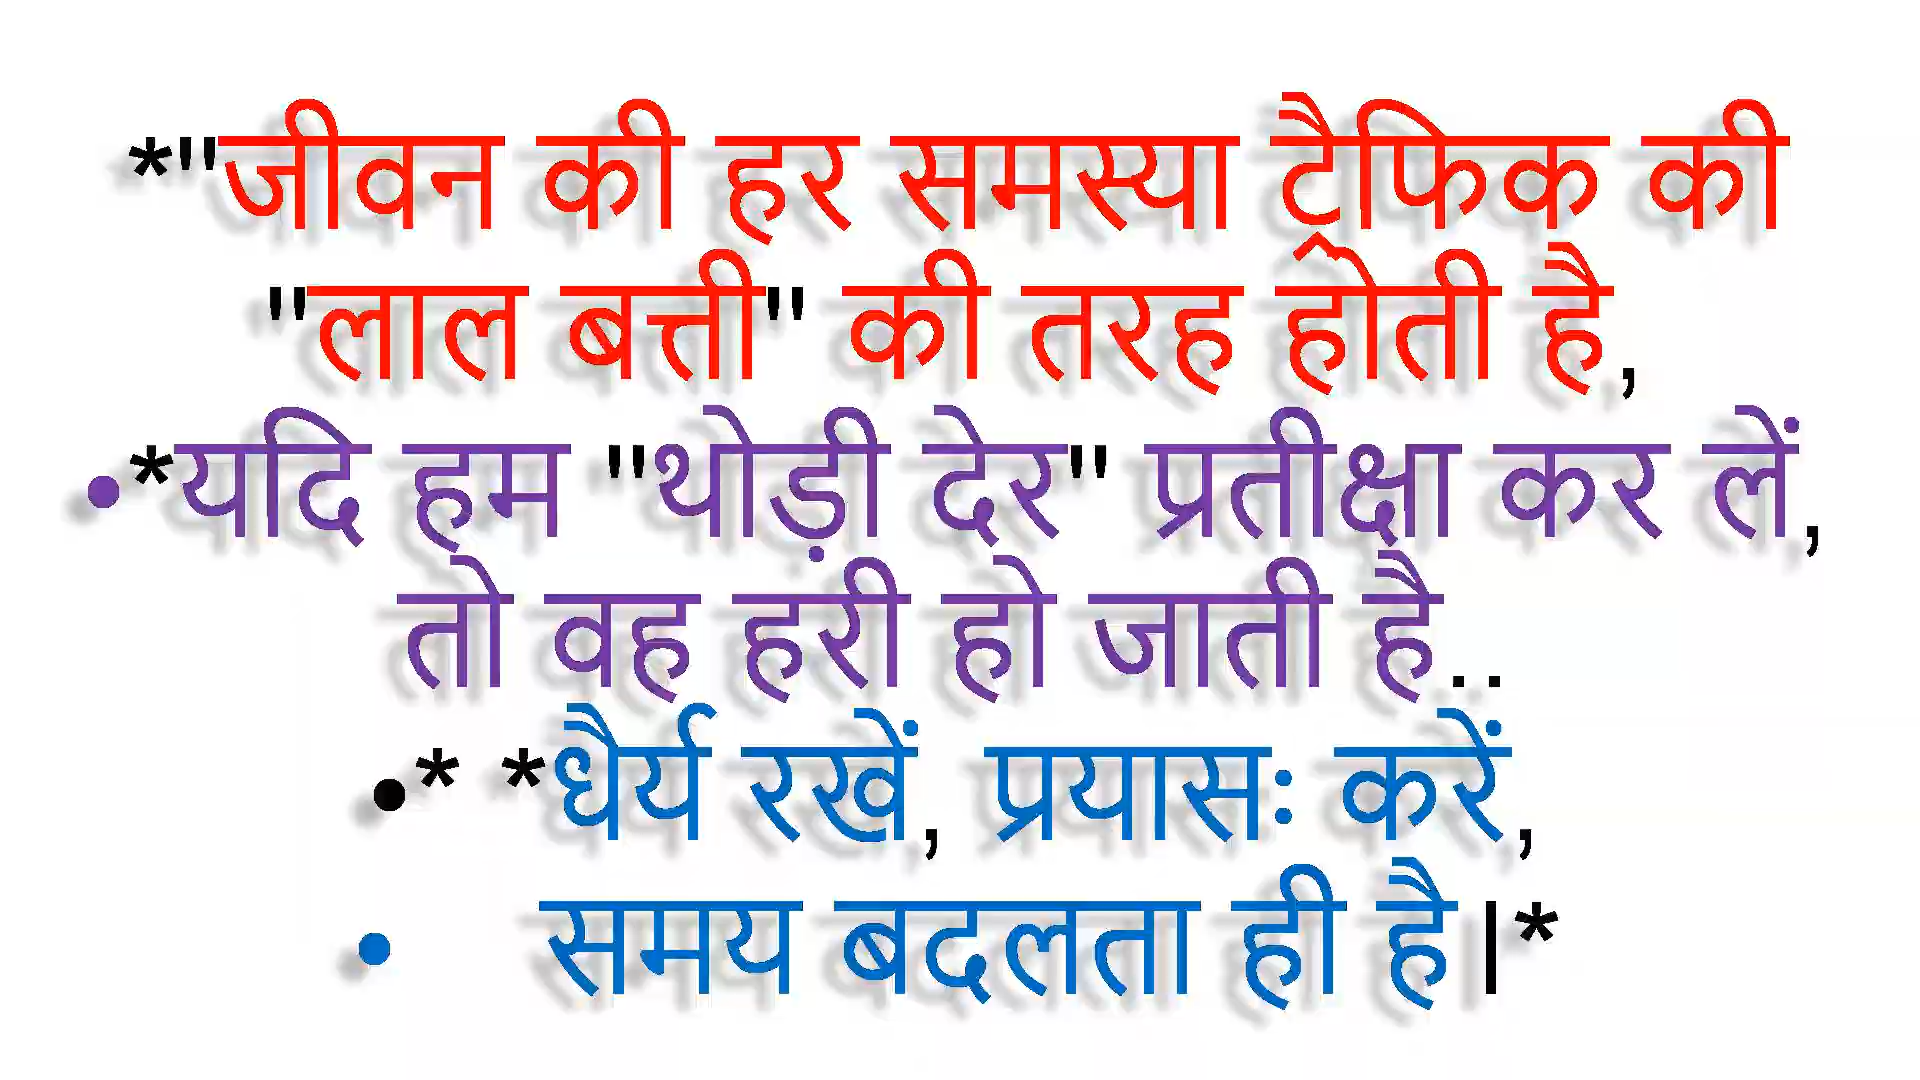 *"जीवन की हर समस्या ट्रैफिक की
"लाल बत्ती" की तरह होती है,
•*यदि हम "थोड़ी देर" प्रतीक्षा कर लें,
तो वह हरी हो जाती है..
•* *धैर्य रखें, प्रयासः करें,
• समय बदलता ही है।*